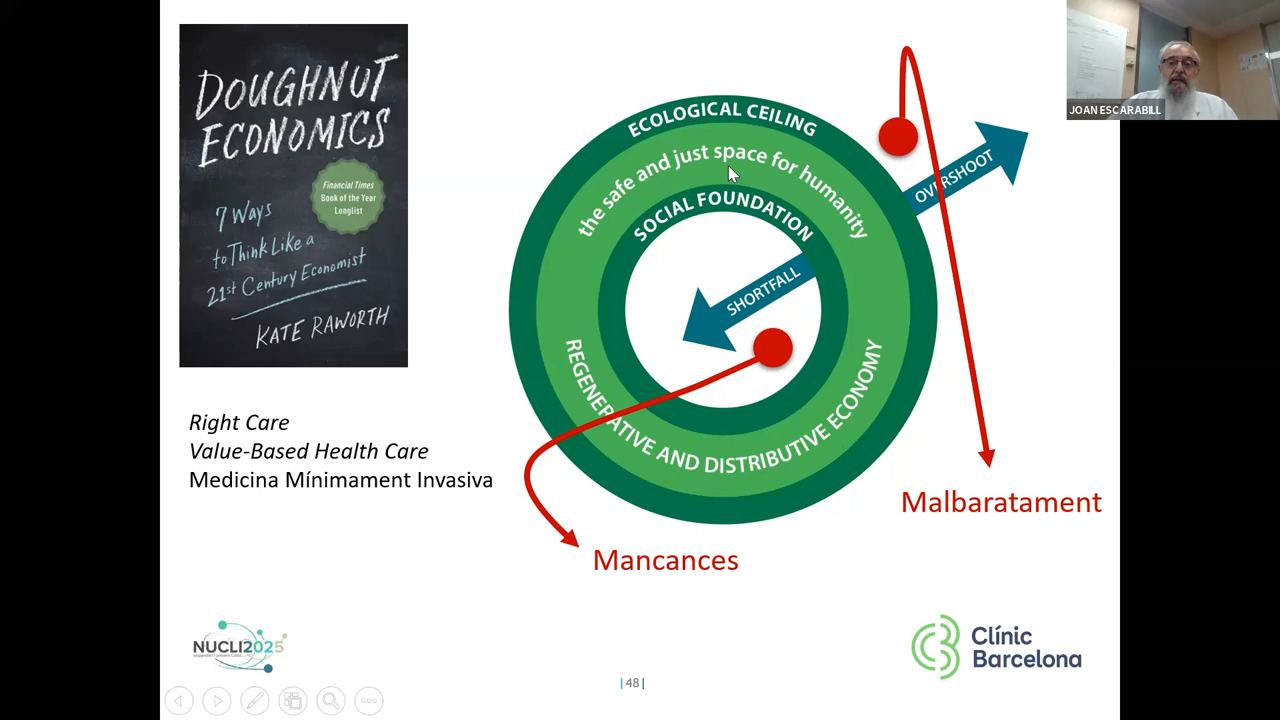 DOUGHNUT
ECONOMICS
Financial Times
Book of the Year
Longlist
7 Ways
to Think Like a
21st Century Economist
KATE RAWORTH
Right Care
Value-Based Health Care
Medicina Mínimament Invasiva
ECOLOGICAL CEILING
the safe and just space for humanity
SOCIAL FOUNDATION
OVERSHOOT
SHORTFALL
REGENERATIVE AND DISTRIBUTIVE ECONOMY
Malbaratament
Mancances
JOAN ESCARABILL
NUCLI2025
Clínic
Barcelona
|48|